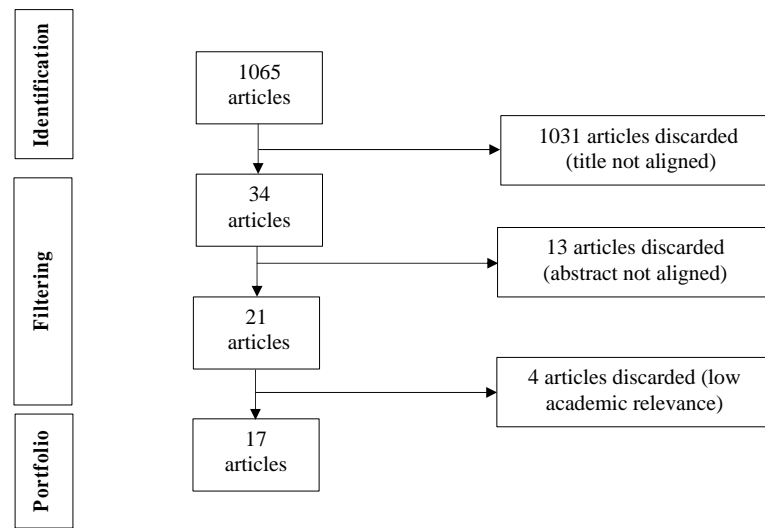 Identification
1065
articles
1031 articles discarded
(title not aligned)
Filtering
34
articles
13 articles discarded
(abstract not aligned)
21
articles
4 articles discarded (low
academic relevance)
Portfolio
17
articles